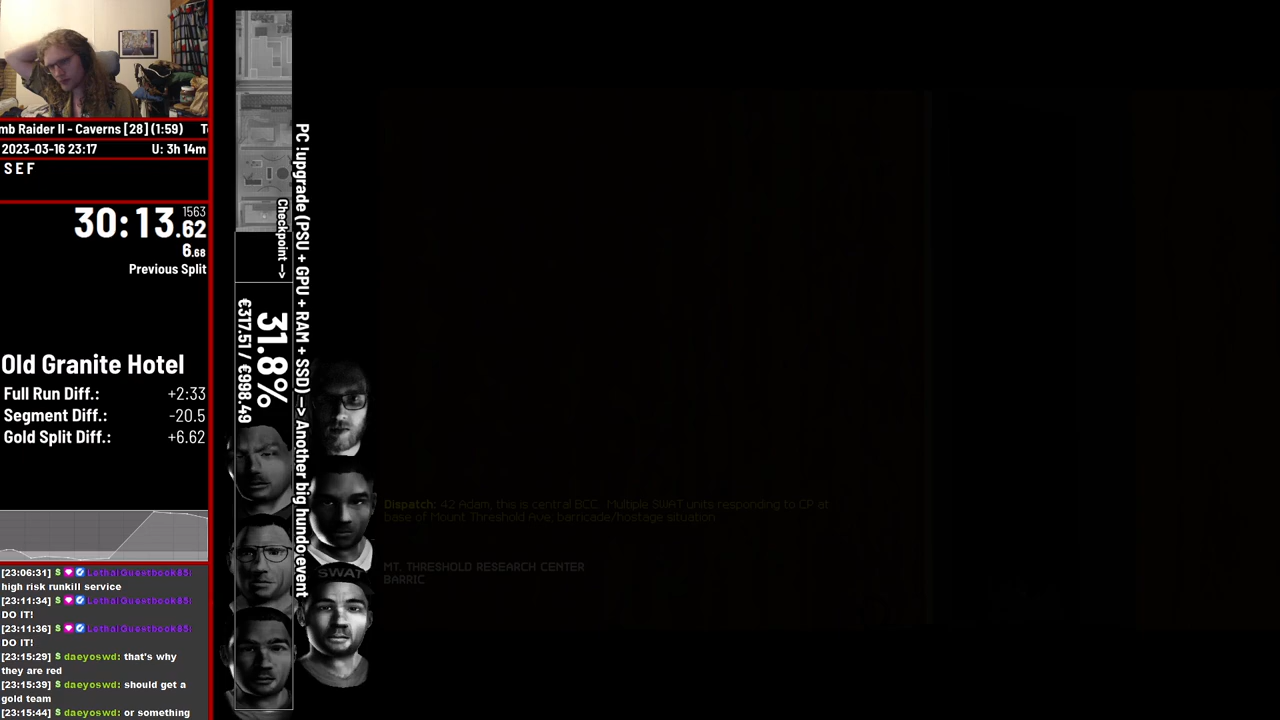 mb Raider II - Caverns [28] (1:59) T
2023-03-16 23:17 U: 3h 14m
S E F
1563
30:13.62
6.68
Previous Split
Old Granite Hotel
Full Run Diff.: +2:33
Segment Diff.: -20.5
Gold Split Diff.: +6.62
[23:06:31] S LethalGuestbook85:
high risk runkill service
[23:11:34] S LethalGuestbook85:
DO IT!
[23:11:36] S LethalGuestbook85:
DO IT!
[23:15:29] S daeyoswd: that's why
they are red
[23:15:39] S daeyoswd: should get a
gold team
[23:15:44] S daeyoswd: or something
PC !upgrade (PSU + GPU + RAM + SSD) —> Another big hundo event
Checkpoint —>
31.8%
€317.51 / €998.49
SWAT
Dispatch: 42 Adam, this is central BCC. Multiple SWAT units responding to CP at
base of Mount Threshold Ave, barricade/hostage situation.
MT. THRESHOLD RESEARCH CENTER
BARRIC